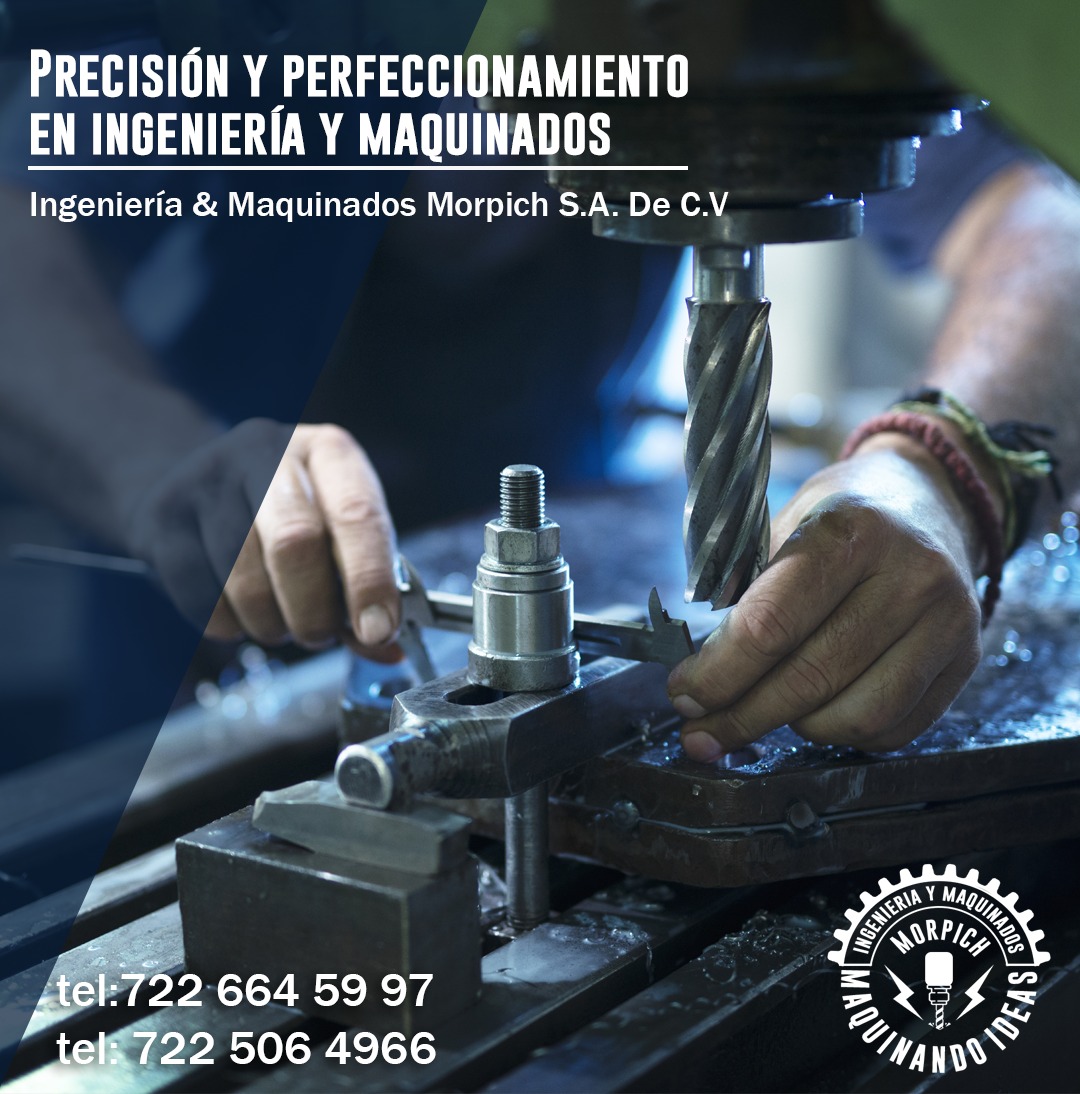 PRECISIÓN Y PERFECCIONAMIENTO
EN INGENIERÍA Y MAQUINADOS
Ingeniería & Maquinados Morpich S.A. De C.V
tel:722 664 59 97
tel: 722 506 4966
INGENIERIA Y MAQUINADOS
MORPICH
MAQUINANDO IDEAS